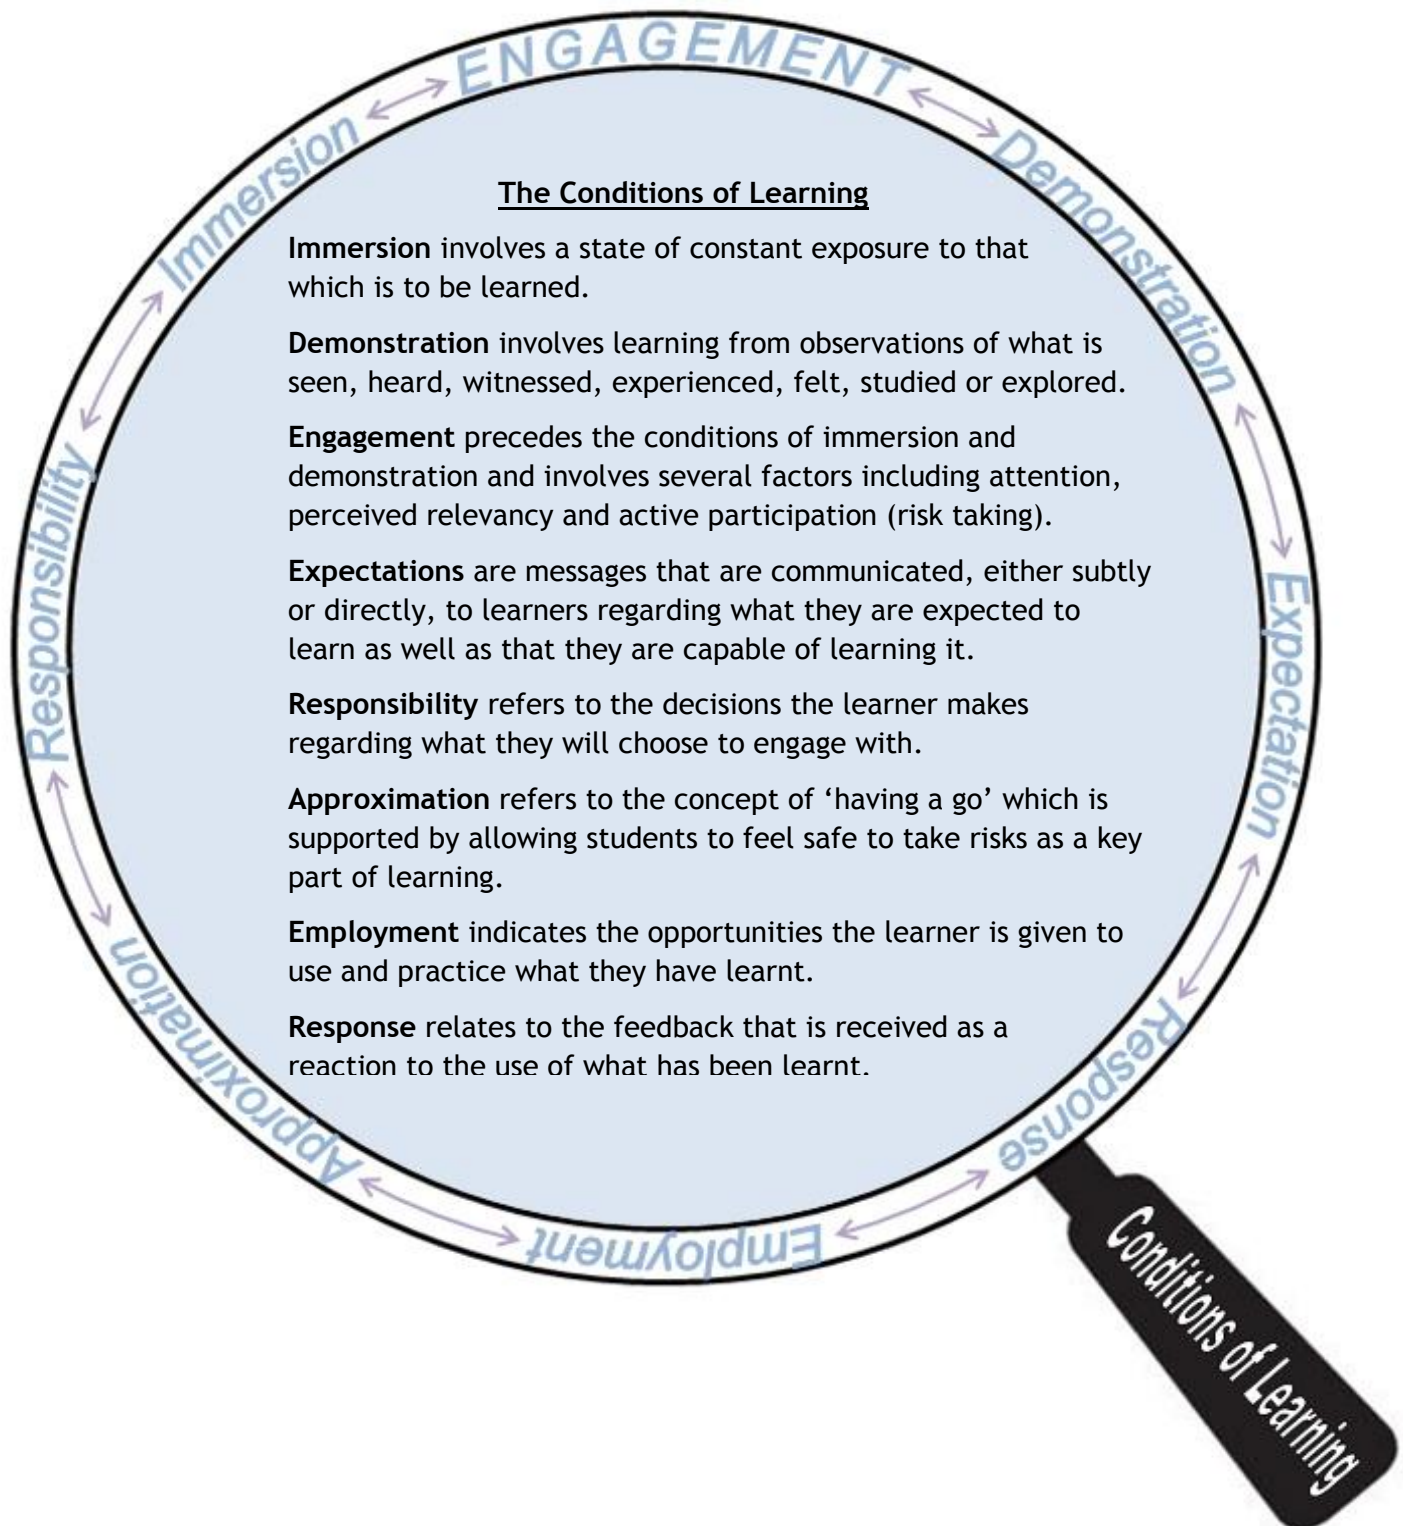 ENGAGEMENT
Demonstration
Expectation
Response
Employment
Approximation
Responsibility
Immersion
The Conditions of Learning
Immersion involves a state of constant exposure to that
which is to be learned.
Demonstration involves learning from observations of what is
seen, heard, witnessed, experienced, felt, studied or explored.
Engagement precedes the conditions of immersion and
demonstration and involves several factors including attention,
perceived relevancy and active participation (risk taking).
Expectations are messages that are communicated, either subtly
or directly, to learners regarding what they are expected to
learn as well as that they are capable of learning it.
Responsibility refers to the decisions the learner makes
regarding what they will choose to engage with.
Approximation refers to the concept of ‘having a go’ which is
supported by allowing students to feel safe to take risks as a key
part of learning.
Employment indicates the opportunities the learner is given to
use and practice what they have learnt.
Response relates to the feedback that is received as a
reaction to the use of what has been learnt.
Conditions of Learning